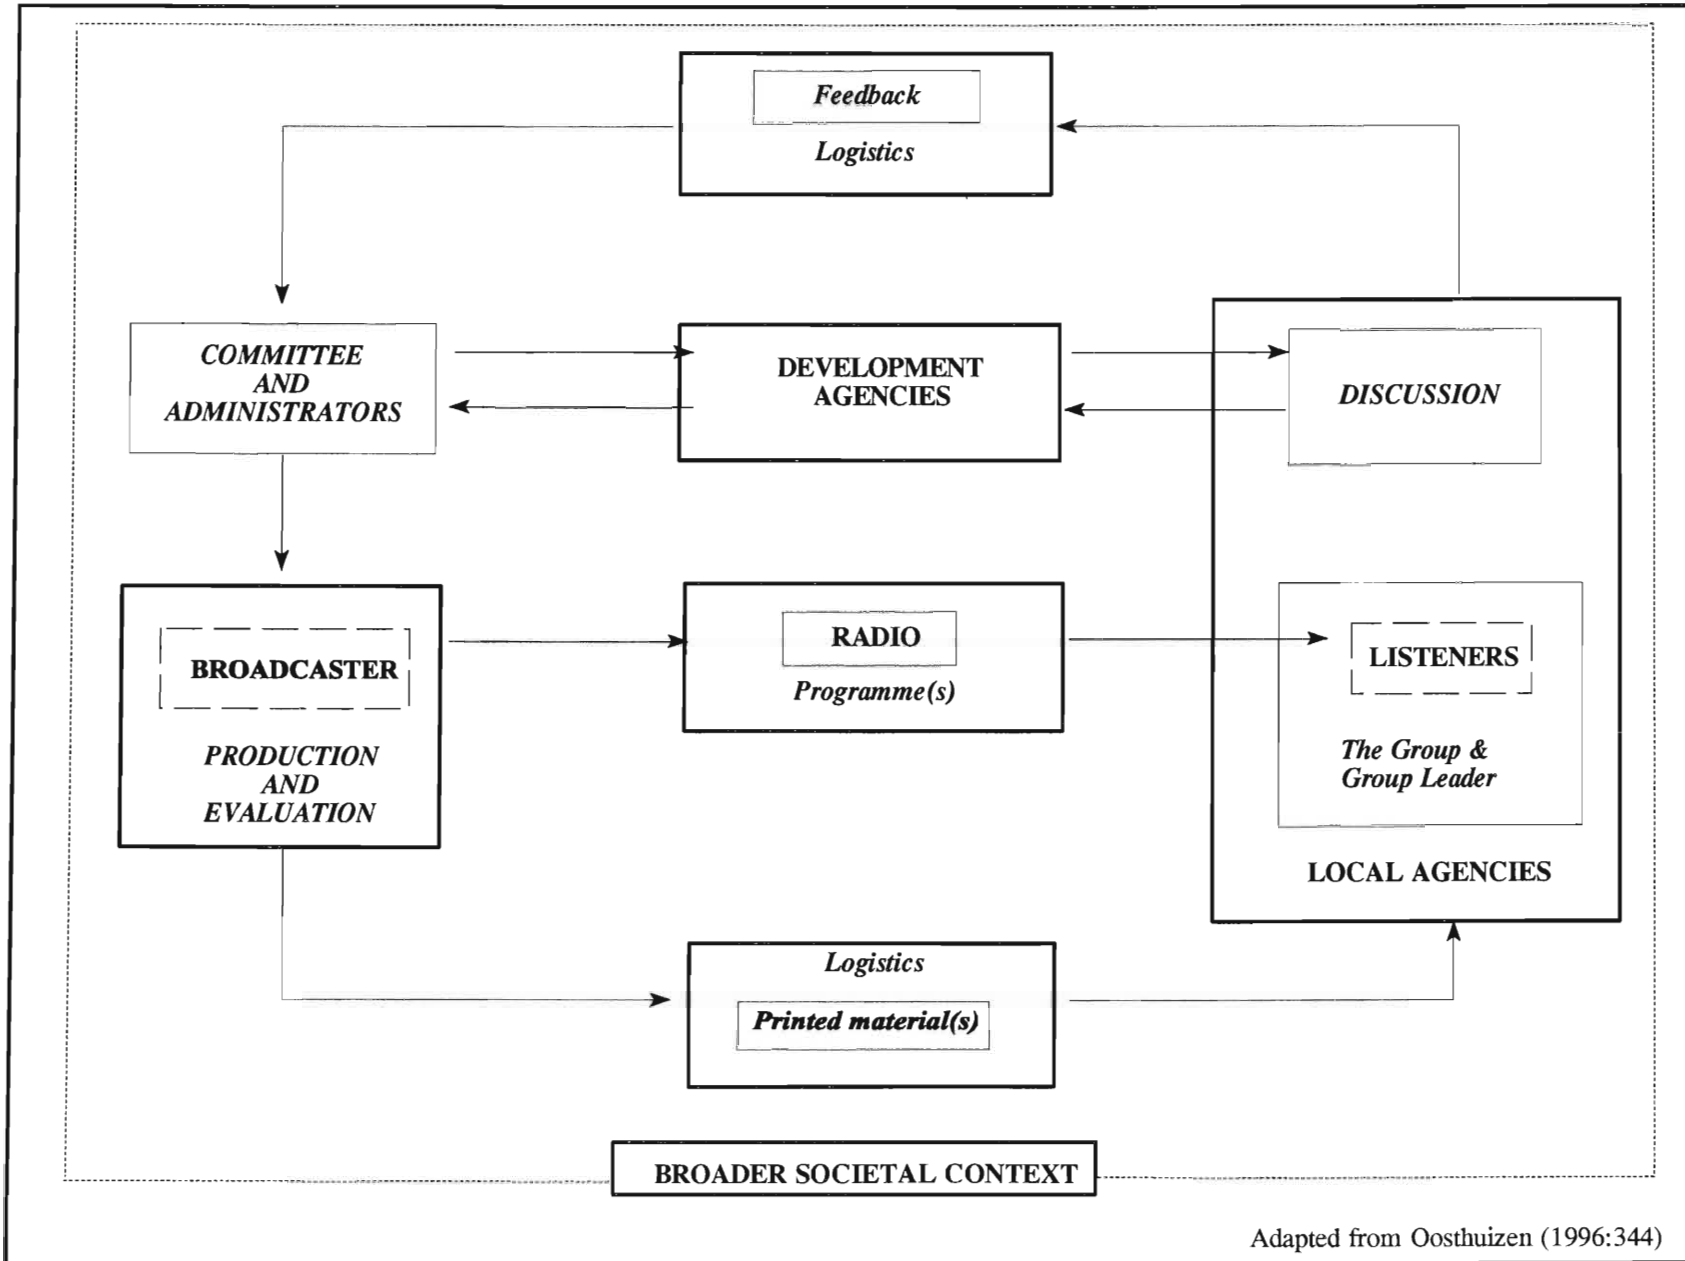 Feedback
Logistics
COMMITTEE
AND
ADMINISTRATORS
DEVELOPMENT
AGENCIES
DISCUSSION
BROADCASTER
PRODUCTION
AND
EVALUATION
RADIO
Programme(s)
LISTENERS
The Group &
Group Leader
LOCAL AGENCIES
Logistics
Printed material(s)
BROADER SOCIETAL CONTEXT
Adapted from Oosthuizen (1996:344)